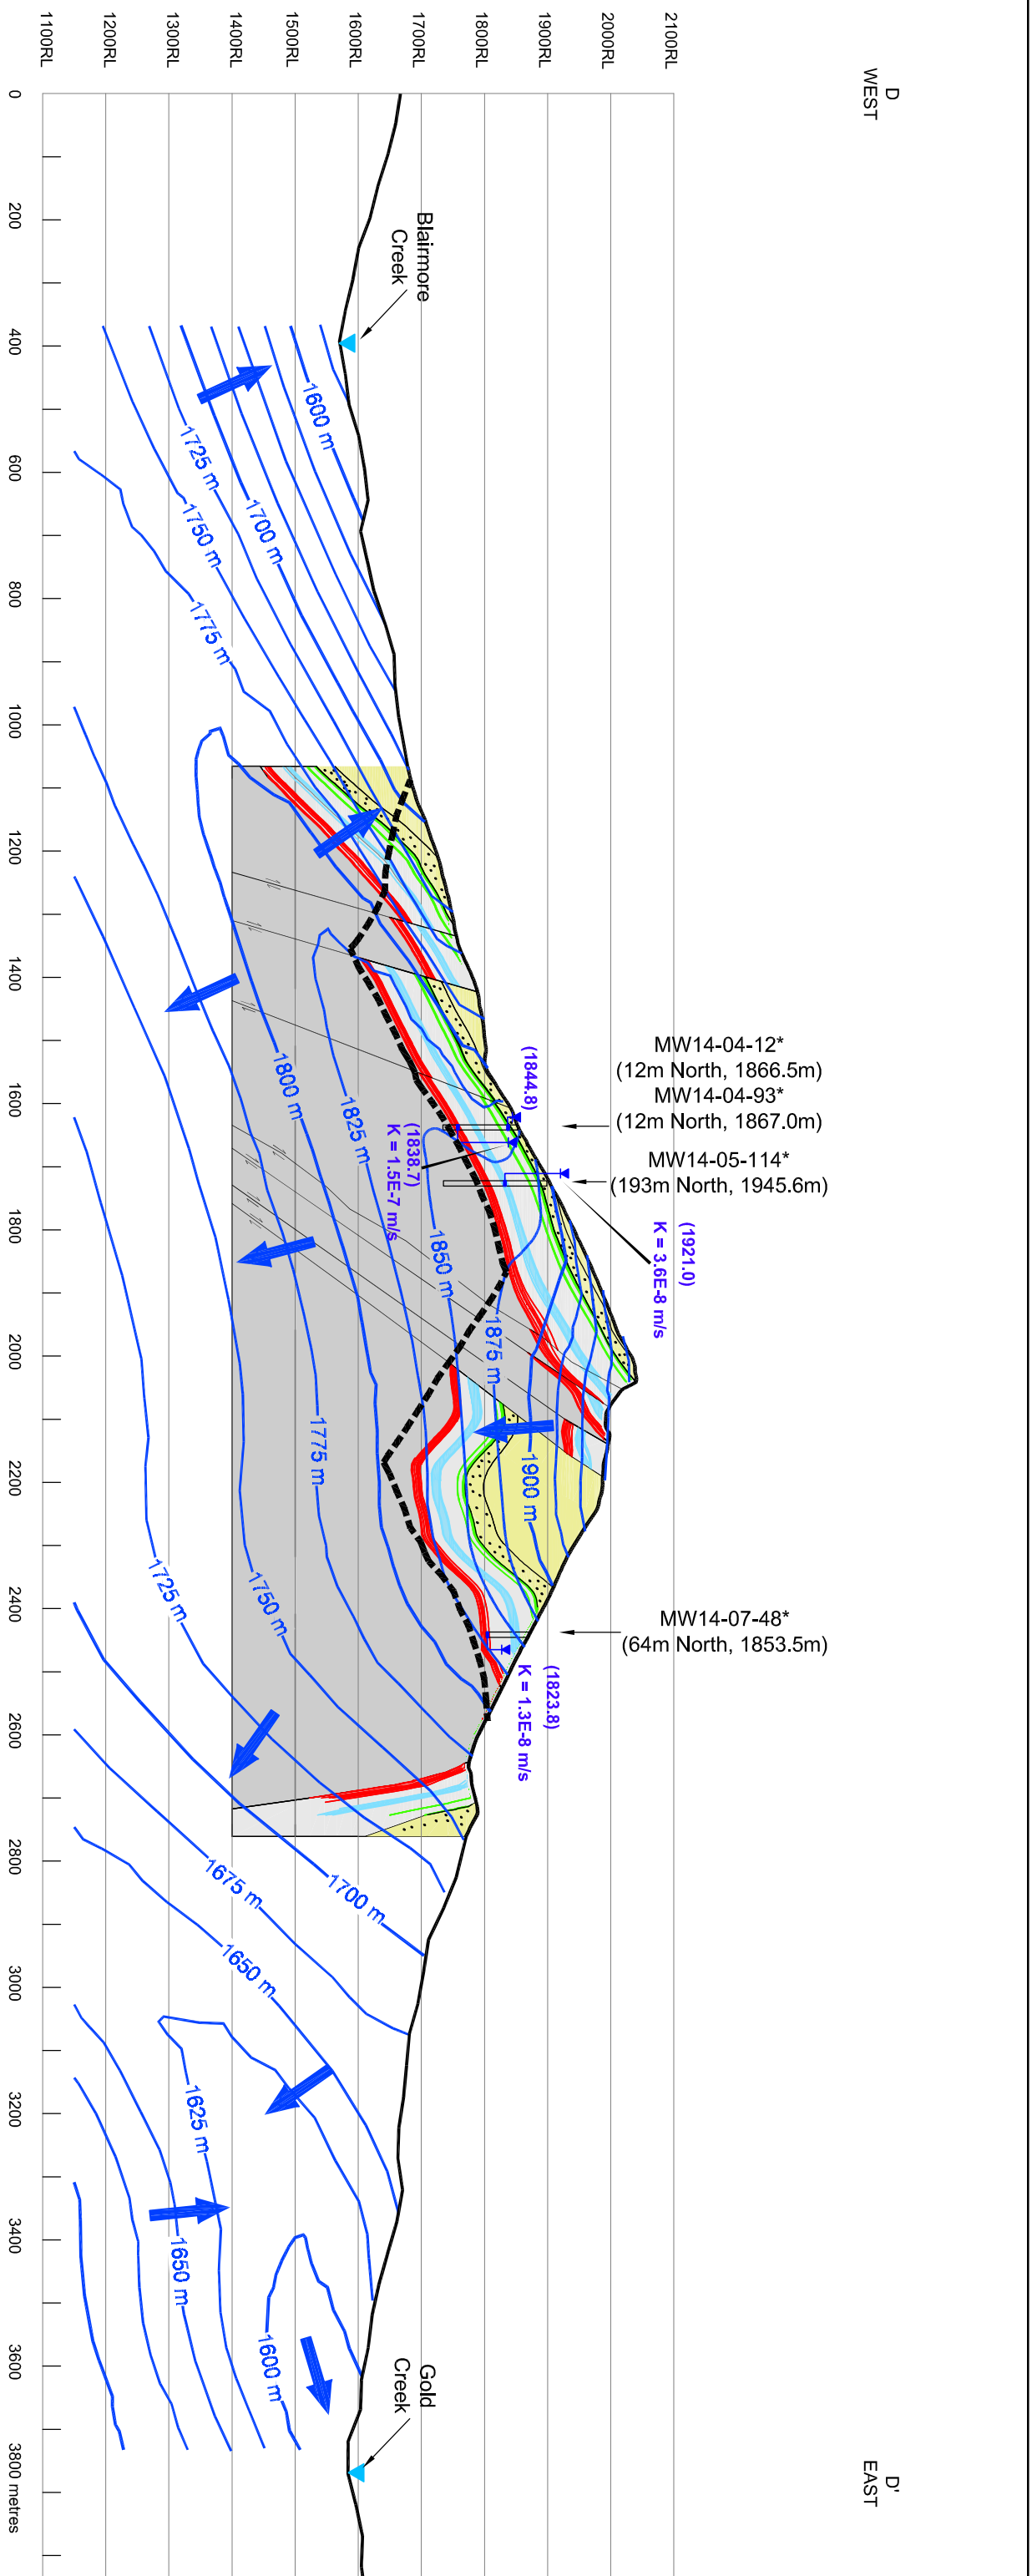 D
WEST
D'
EAST
MW14-04-12*
(12m North, 1866.5m)
MW14-04-93*
(12m North, 1867.0m)
MW14-05-114*
(193m North, 1945.6m)
MW14-07-48*
(64m North, 1853.5m)
2100RL
2000RL
1900RL
1800RL
1700RL
1600RL
1500RL
1400RL
1300RL
1200RL
1100RL
Blairmore
Creek
Gold
Creek
(1844.8)
(1838.7)
K = 1.5E-7 m/s
(1921.0)
K = 3.6E-8 m/s
(1823.8)
K = 1.3E-8 m/s
1600 m
1725 m
1700 m
1750 m
1775 m
1800 m
1825 m
1850 m
1875 m
1900 m
1775 m
1750 m
1725 m
1700 m
1675 m
1650 m
1625 m
1650 m
1600 m
0
200
400
600
800
1000
1200
1400
1600
1800
2000
2200
2400
2600
2800
3000
3200
3400
3600
3800 metres